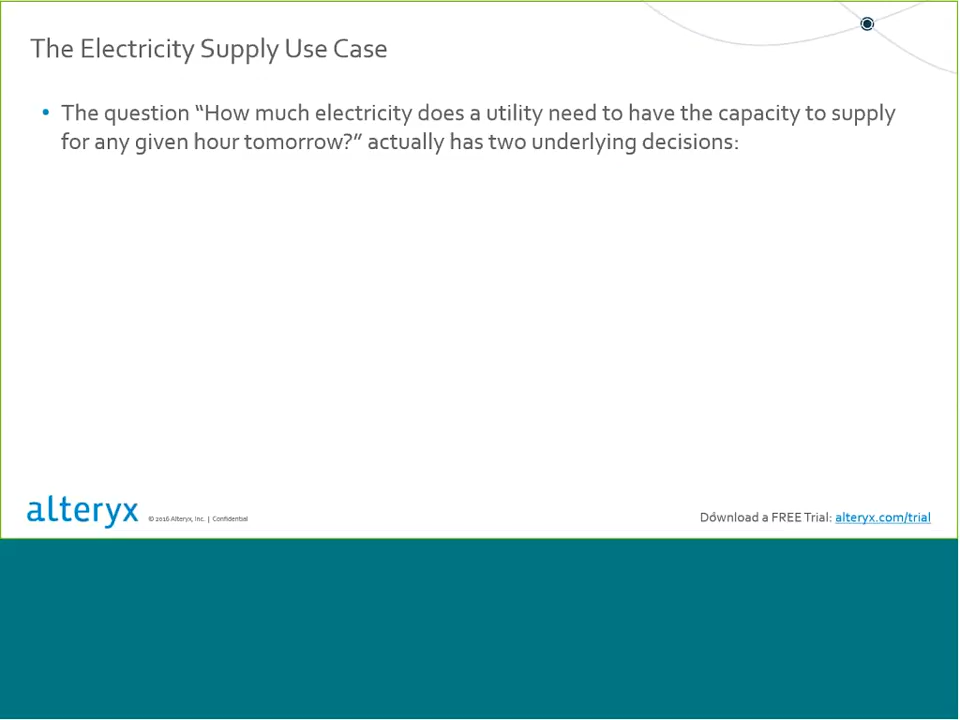 The Electricity Supply Use Case
• The question “How much electricity does a utility need to have the capacity to supply
for any given hour tomorrow?” actually has two underlying decisions:
alteryx
© 2016 Alteryx, Inc. | Confidential
Download a FREE Trial: alteryx.com/trial